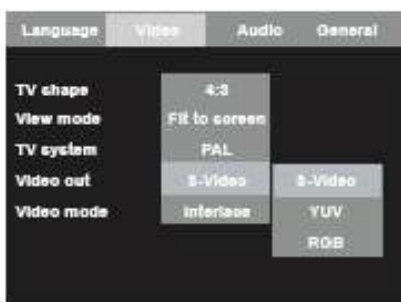 Language Video Audio General
TV shape 4:3
View mode Fit to screen
TV system PAL
Video out S-Video S-Video
Video mode Interlace YUV
RGB